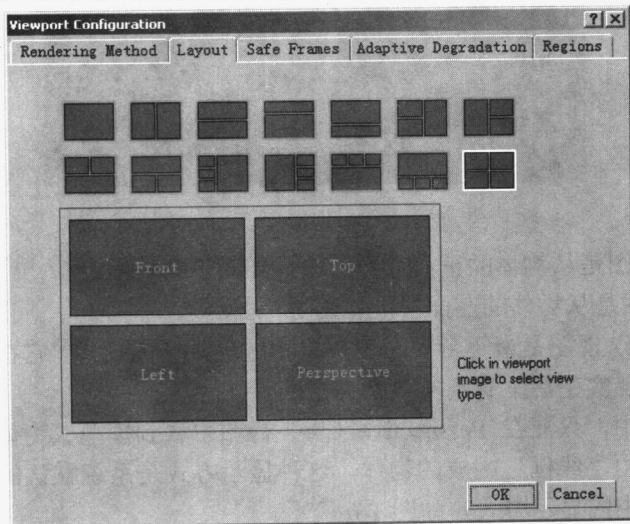 Viewport Configuration
? X
Rendering Method Layout Safe Frames Adaptive Degradation Regions
Front Top
Left Perspective
Click in viewport
image to select view
type.
OK Cancel